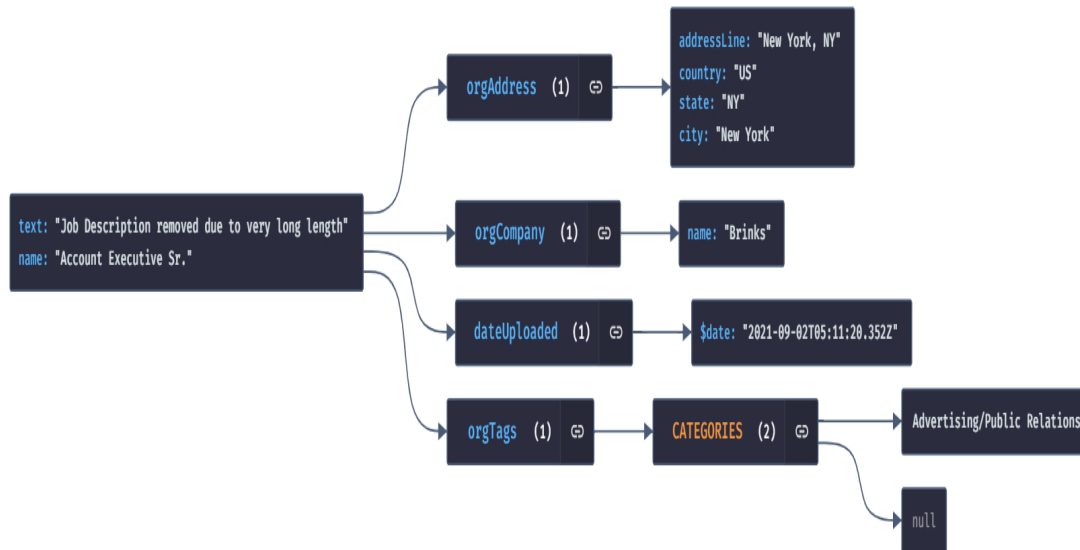 addressLine: "New York, NY"
country: "US"
state: "NY"
city: "New York"
orgAddress (1)
text: "Job Description removed due to very long length"
name: "Account Executive Sr."
orgCompany (1)
name: "Brinks"
dateUploaded (1)
$date: "2021-09-02T05:11:20.352Z"
orgTags (1)
CATEGORIES (2)
Advertising/Public Relations
null